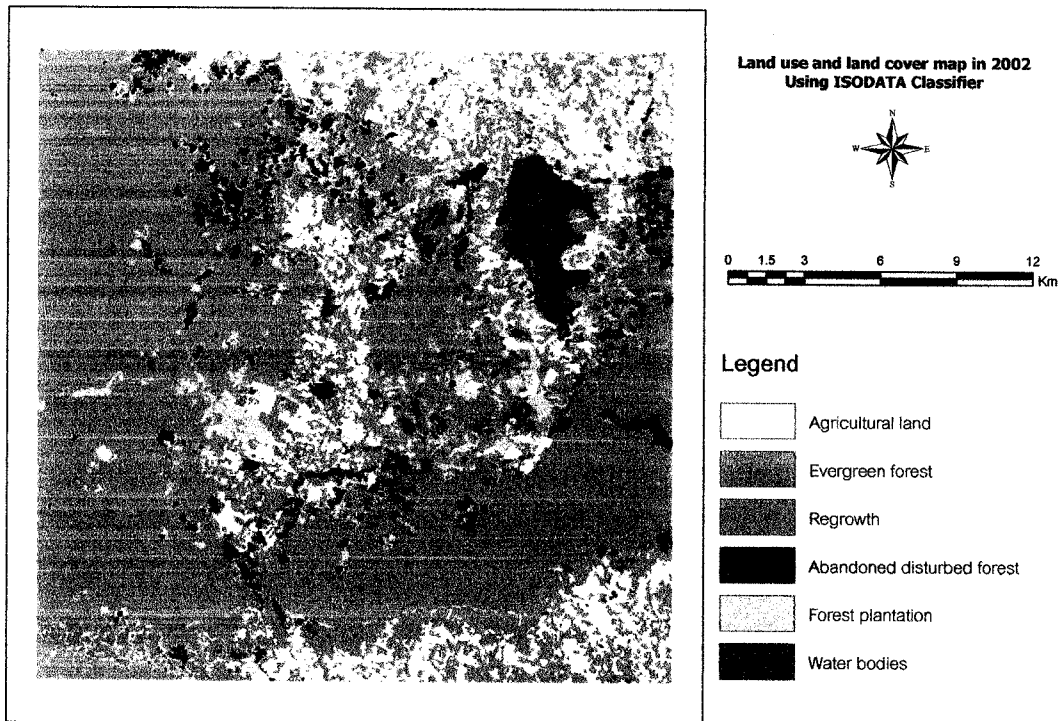 Land use and land cover map in 2002
Using ISODATA Classifier
N
W E
S
0 1.5 3 6 9 12
Km
Legend
Agricultural land
Evergreen forest
Regrowth
Abandoned disturbed forest
Forest plantation
Water bodies